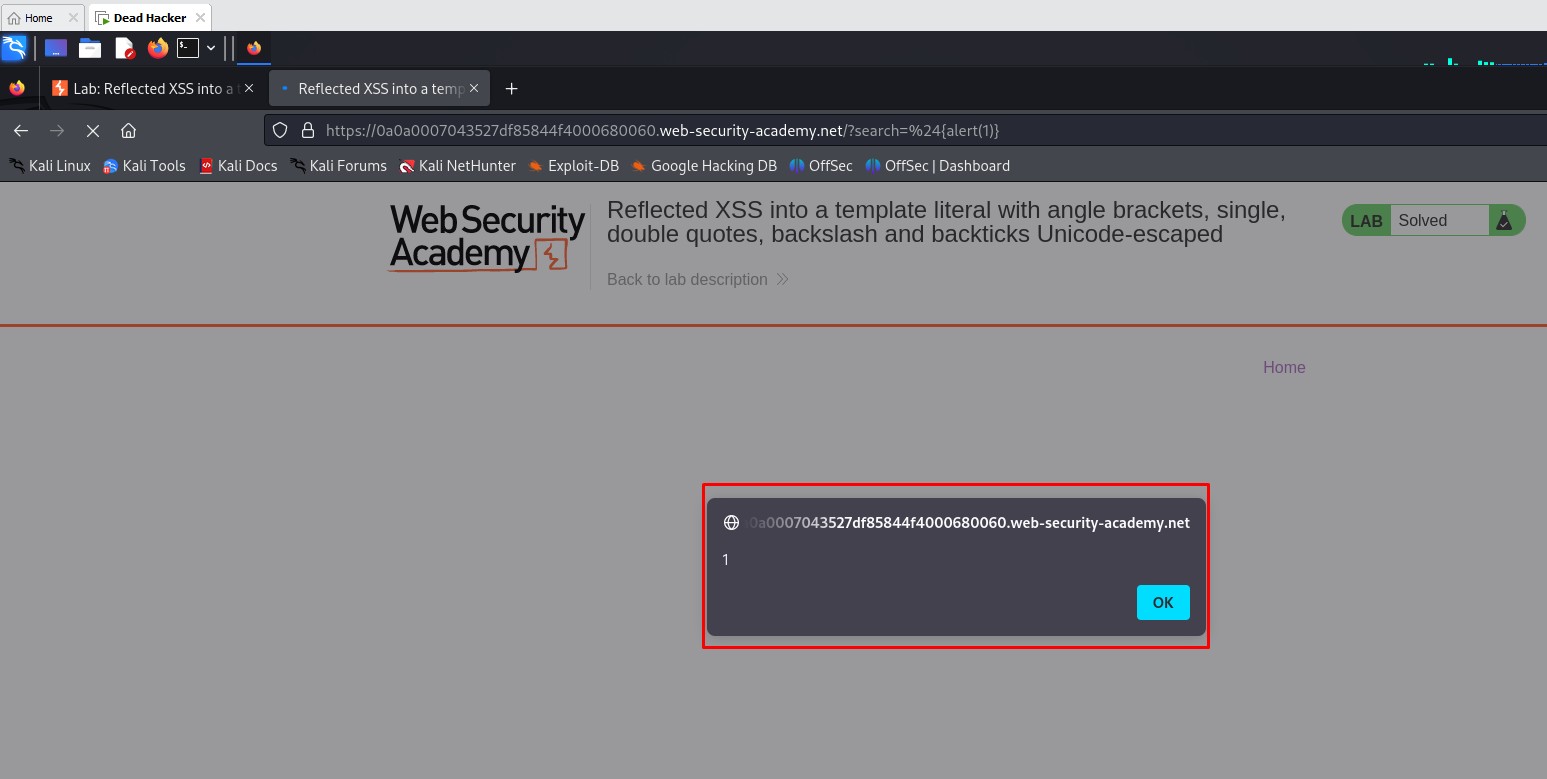 Home
Dead Hacker
Lab: Reflected XSS into a t
Reflected XSS into a temp
https://0a0a0007043527df85844f4000680060.web-security-academy.net/?search=%24{alert(1)}
Kali Linux Kali Tools Kali Docs Kali Forums Kali NetHunter Exploit-DB Google Hacking DB OffSec OffSec | Dashboard
WebSecurity
Academy
Reflected XSS into a template literal with angle brackets, single,
double quotes, backslash and backticks Unicode-escaped
Back to lab description
LAB Solved
Home
0a0007043527df85844f4000680060.web-security-academy.net
1
OK